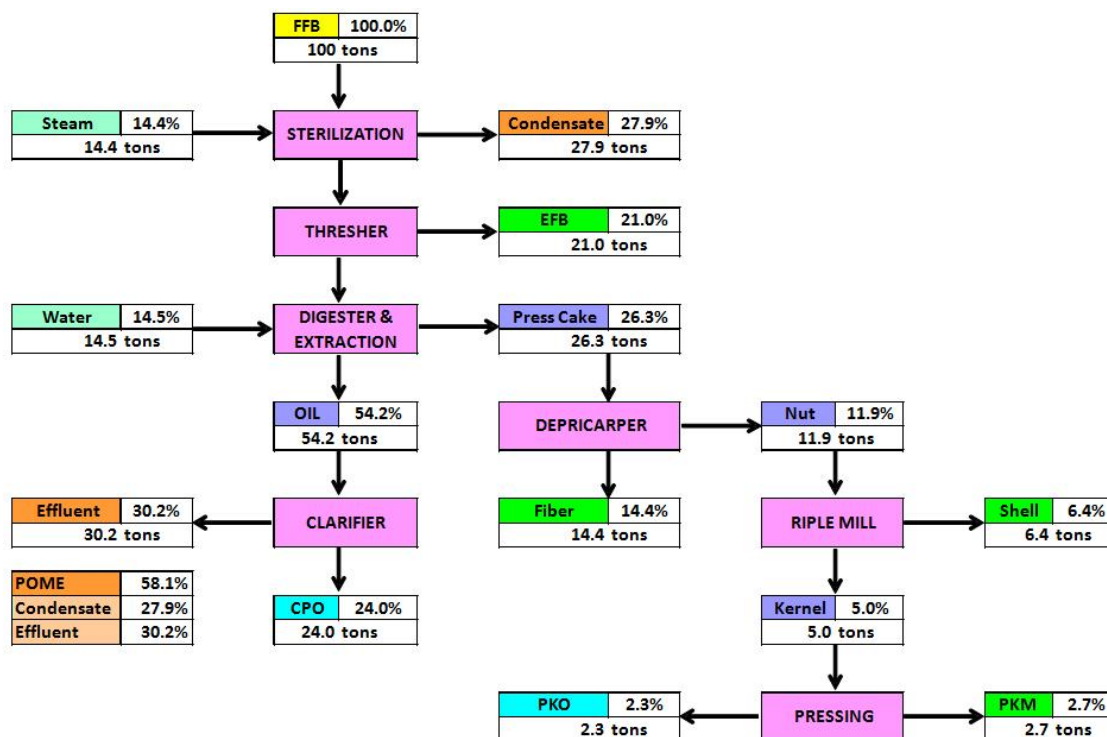 FFB 100.0%
100 tons
Steam 14.4%
14.4 tons
STERILIZATION
Condensate 27.9%
27.9 tons
THRESHER
EFB 21.0%
21.0 tons
Water 14.5%
14.5 tons
DIGESTER &
EXTRACTION
Press Cake 26.3%
26.3 tons
OIL 54.2%
54.2 tons
DEPRICARPER
Nut 11.9%
11.9 tons
Effluent 30.2%
30.2 tons
CLARIFIER
Fiber 14.4%
14.4 tons
RIPLE MILL
Shell 6.4%
6.4 tons
POME 58.1%
Condensate 27.9%
Effluent 30.2%
CPO 24.0%
24.0 tons
Kernel 5.0%
5.0 tons
PKO 2.3%
2.3 tons
PRESSING
PKM 2.7%
2.7 tons